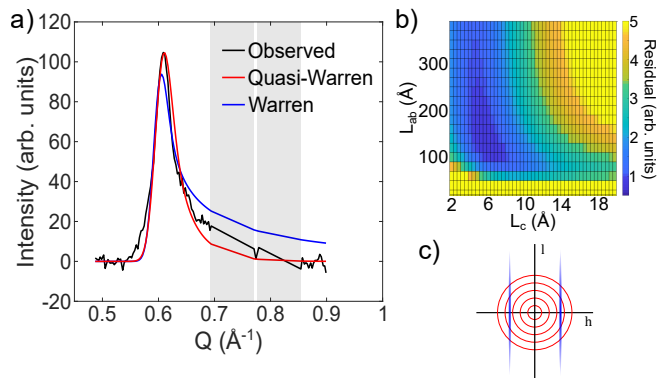 a)
120
100
80
60
40
20
0
-20
Intensity (arb. units)
Observed
Quasi-Warren
Warren
0.5 0.6 0.7 0.8 0.9 1
Q (Å-1)
b)
300
200
100
Lab (Å)
2 6 10 14 18
Lc (Å)
5
4
3
2
1
Residual (arb. units)
c)
l
h